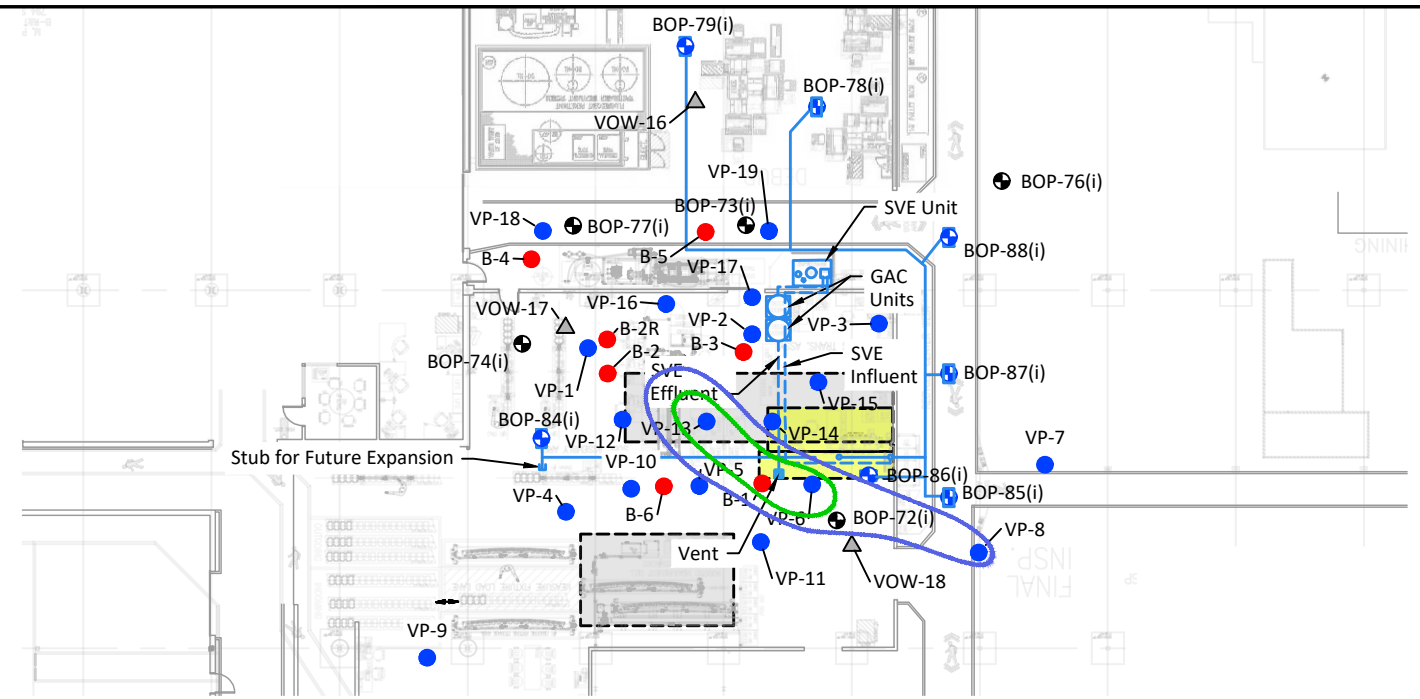 BOP-79(i)
BOP-78(i)
VOW-16
VP-19
BOP-76(i)
BOP-73(i)
SVE Unit
VP-18
BOP-77(i)
BOP-88(i)
B-5
B-4
VP-17
GAC
Units
VP-16
VOW-17
VP-2
VP-3
B-2R
B-3
BOP-74(i)
B-2
SVE
Influent
SVE
Effluent
BOP-87(i)
VP-1
VP-15
BOP-84(i)
VP-12
VP-13
VP-14
Stub for Future Expansion
VP-10
VP-5
VP-7
BOP-86(i)
BOP-85(i)
VP-4
B-6
B-1
VP-6
BOP-72(i)
VP-8
Vent
VOW-18
VP-11
FINAL
INSP.
VP-9